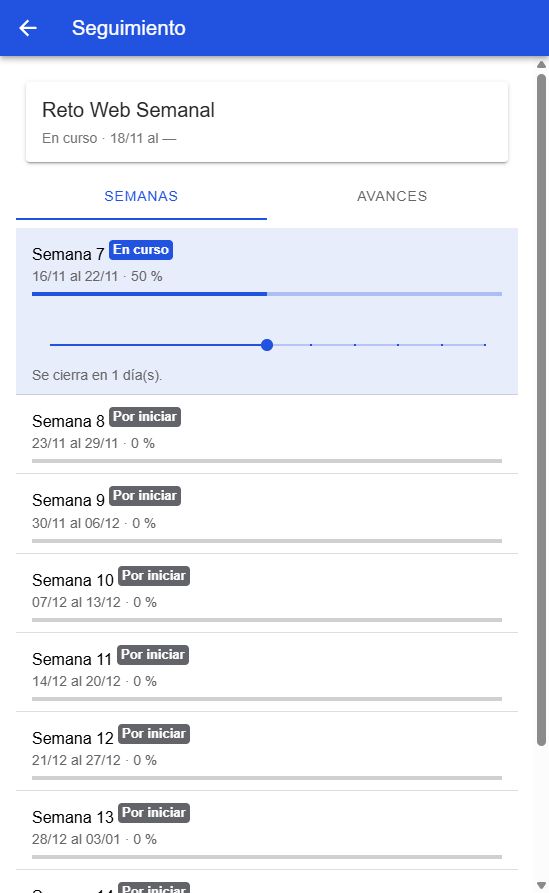 Seguimiento
Reto Web Semanal
En curso · 18/11 al —
SEMANAS
AVANCES
Semana 7 En curso
16/11 al 22/11 · 50 %
Se cierra en 1 día(s).
Semana 8 Por iniciar
23/11 al 29/11 · 0 %
Semana 9 Por iniciar
30/11 al 06/12 · 0 %
Semana 10 Por iniciar
07/12 al 13/12 · 0 %
Semana 11 Por iniciar
14/12 al 20/12 · 0 %
Semana 12 Por iniciar
21/12 al 27/12 · 0 %
Semana 13 Por iniciar
28/12 al 03/01 · 0 %
Por iniciar